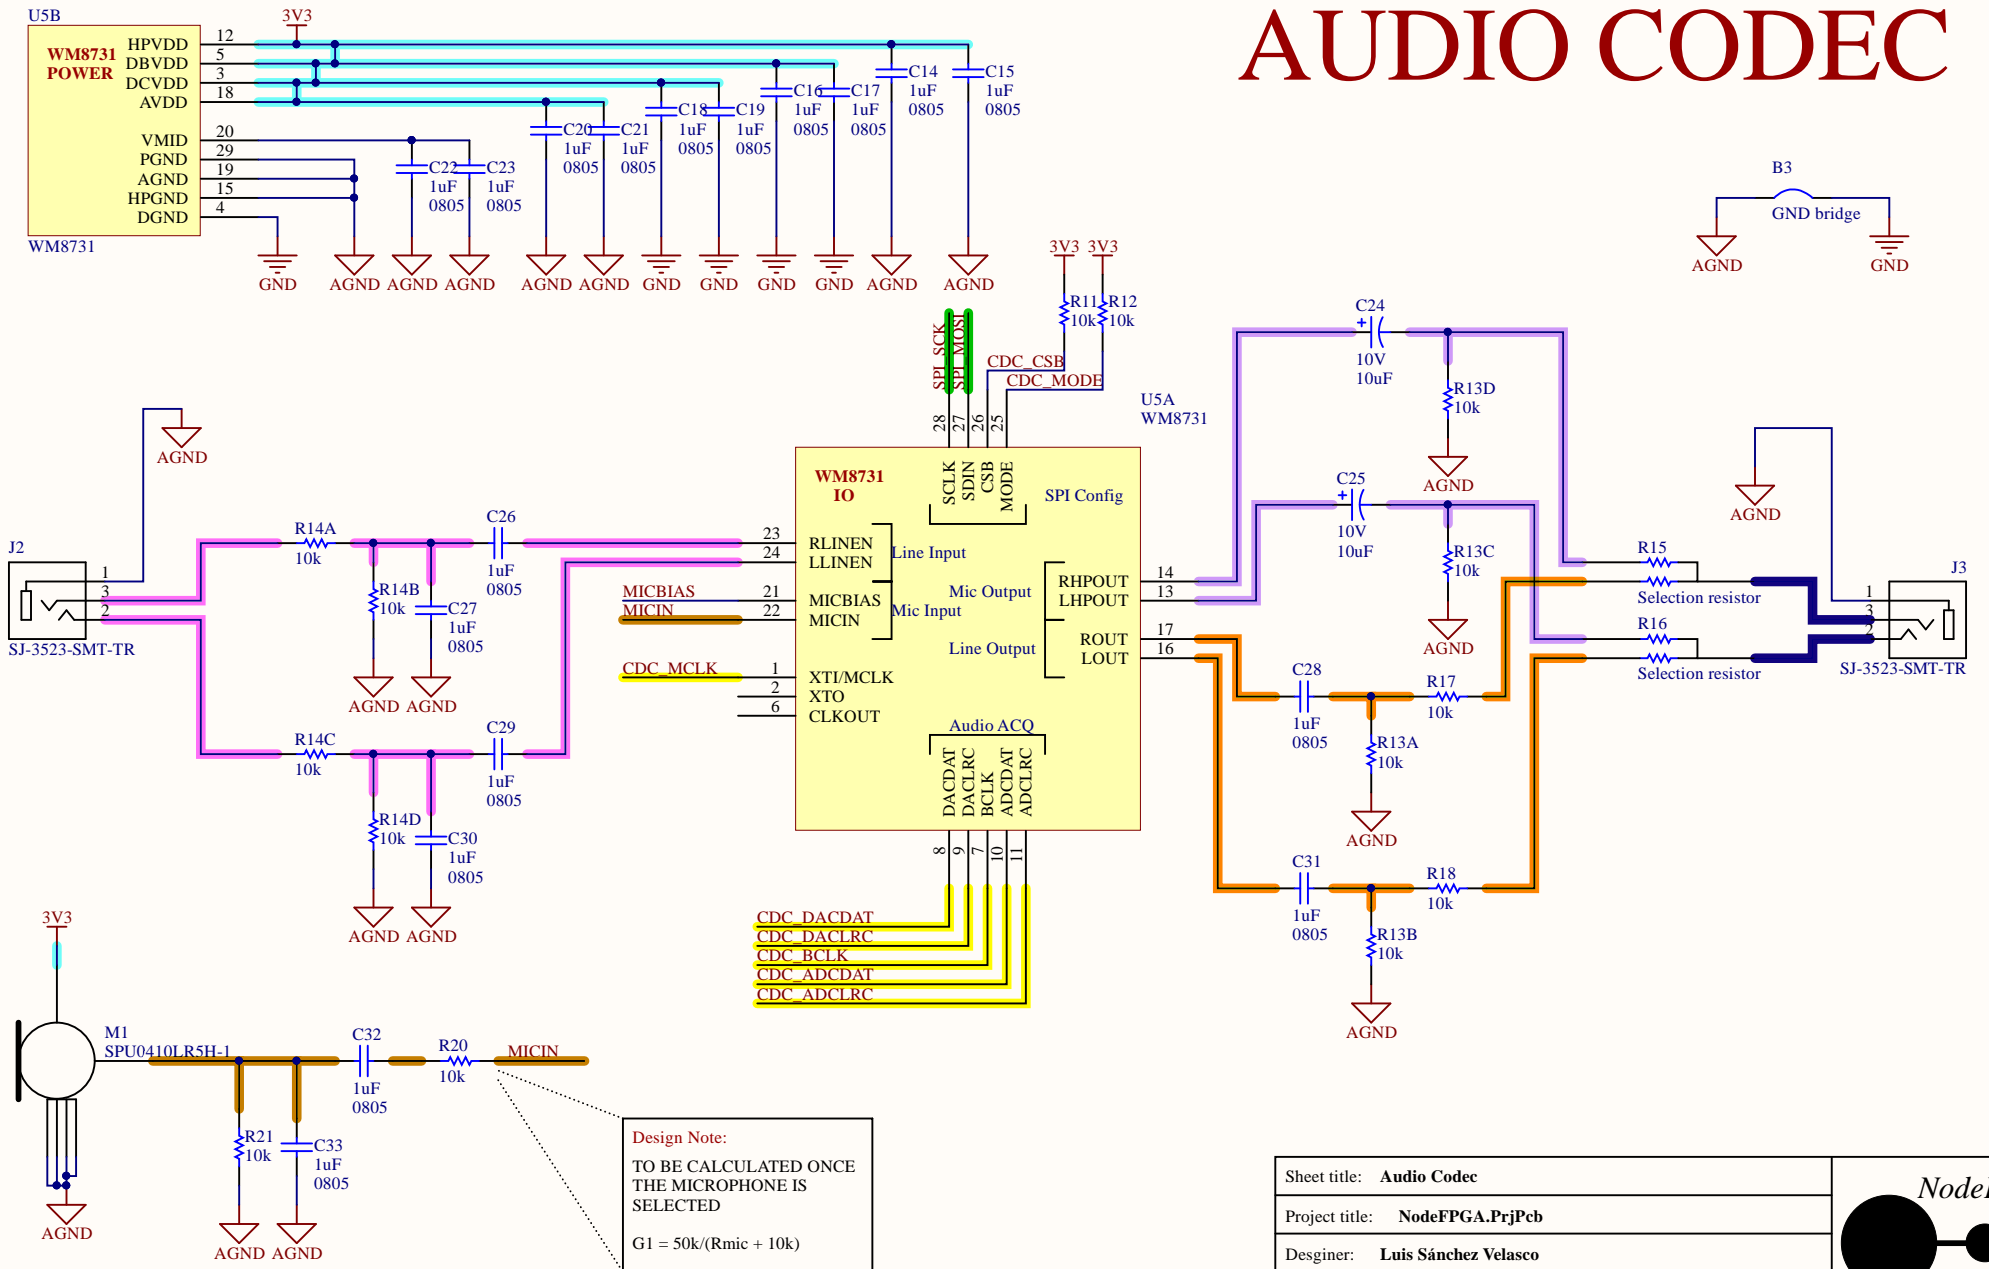 AUDIO CODEC
U5B
WM8731
POWER
HPVDD 12
DBVDD 5
DCVDD 3
AVDD 18
VMID 20
PGND 29
AGND 19
HPGND 15
DGND 4
WM8731
3V3
C14
1uF
0805
C15
1uF
0805
C16
1uF
0805
C17
1uF
0805
C18
1uF
0805
C19
1uF
0805
C20
1uF
0805
C21
1uF
0805
C22
1uF
0805
C23
1uF
0805
GND AGND AGND AGND AGND AGND GND GND GND GND AGND AGND
B3
GND bridge
AGND
GND
3V3 3V3
R11
10k
R12
10k
SPI_SCK
SPI_MOSI
CDC_CSB
CDC_MODE
28
27
26
25
U5A
WM8731
WM8731
IO
SCLK
SDIN
CSB
MODE
SPI Config
23 RLINEN
24 LLINEN
Line Input
MICBIAS 21 MICBIAS
MICIN 22 MICIN
Mic Input
CDC_MCLK 1 XTI/MCLK
2 XTO
6 CLKOUT
RHPOUT 14
LHPOUT 13
Mic Output
ROUT 17
LOUT 16
Line Output
Audio ACQ
DACDAT
DACLRC
BCLK
ADCDAT
ADCLRC
8
9
7
10
11
CDC_DACDAT
CDC_DACLRC
CDC_BCLK
CDC_ADCDAT
CDC_ADCLRC
AGND
J2
1
3
2
SJ-3523-SMT-TR
R14A
10k
R14B
10k
C26
1uF
0805
C27
1uF
0805
AGND AGND
R14C
10k
R14D
10k
C29
1uF
0805
C30
1uF
0805
AGND AGND
C24
10V
10uF
R13D
10k
AGND
C25
10V
10uF
R13C
10k
AGND
C28
1uF
0805
R13A
10k
AGND
R17
10k
C31
1uF
0805
R13B
10k
AGND
R18
10k
R15
Selection resistor
R16
Selection resistor
AGND
J3
1
3
2
SJ-3523-SMT-TR
3V3
M1
SPU0410LR5H-1
AGND
R21
10k
C33
1uF
0805
AGND AGND
C32
1uF
0805
R20
10k
MICIN
Design Note:
TO BE CALCULATED ONCE
THE MICROPHONE IS
SELECTED
G1 = 50k/(Rmic + 10k)
Sheet title: Audio Codec
Project title: NodeFPGA.PrjPcb
Desginer: Luis Sánchez Velasco